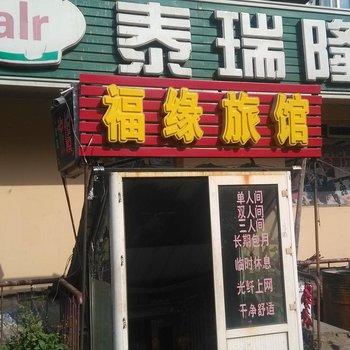 alr
泰瑞隆
福缘旅馆
单人间
双人间
三人间
长期包月
临时休息
光纤上网
干净舒适